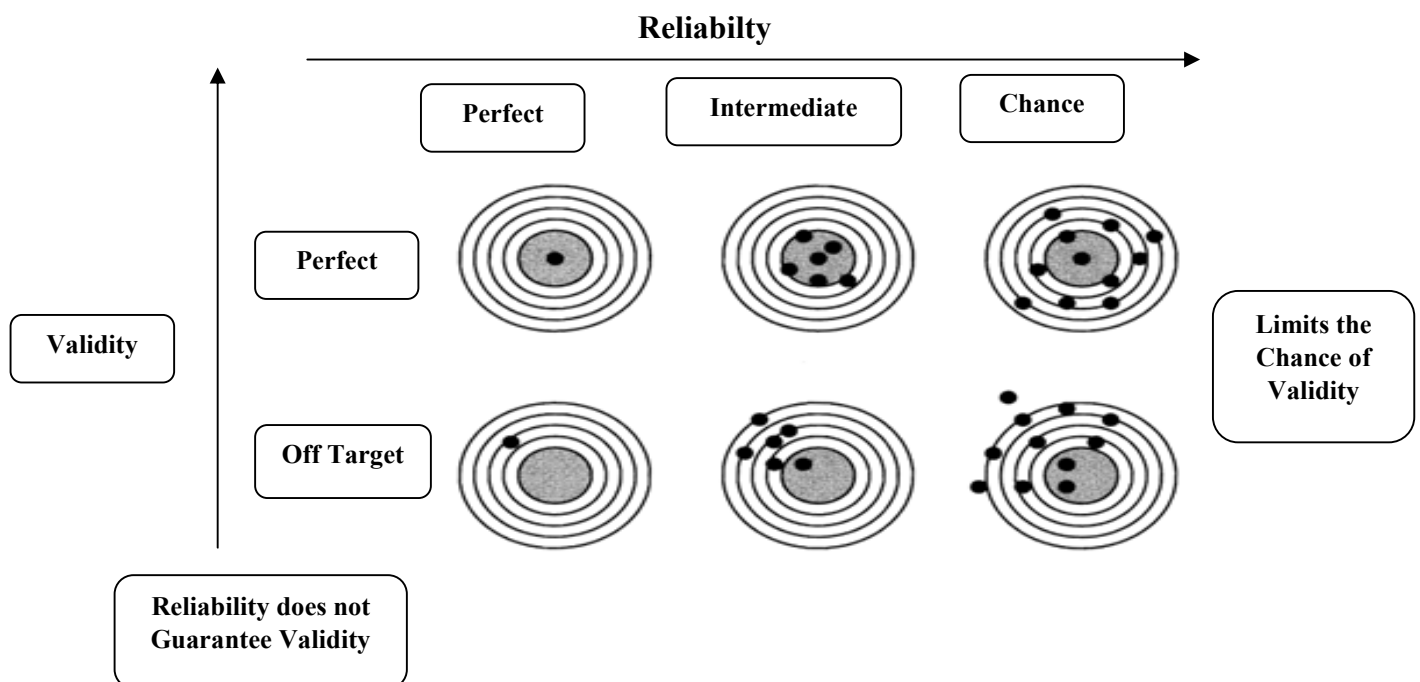 Reliabilty
Perfect
Intermediate
Chance
Perfect
Validity
Limits the
Chance of
Validity
Off Target
Reliability does not
Guarantee Validity